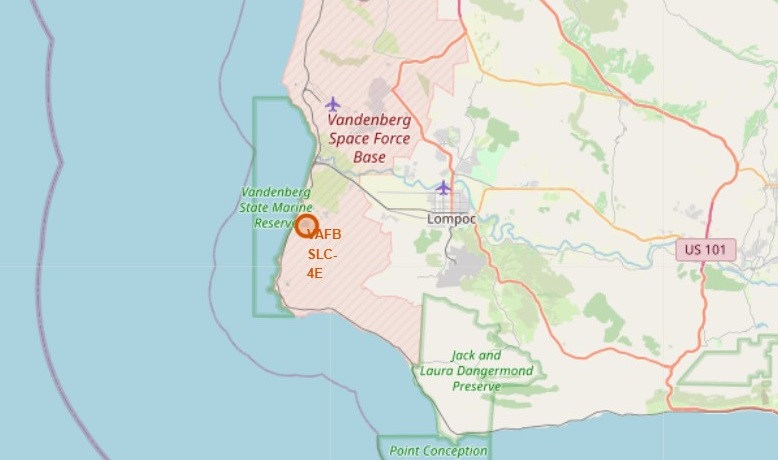 Vandenberg
Space Force
Base
Vandenberg
State Marine
Reserve
VAFB
SLC-
4E
Lompoc
US 101
Jack and
Laura Dangermond
Preserve
Point Conception